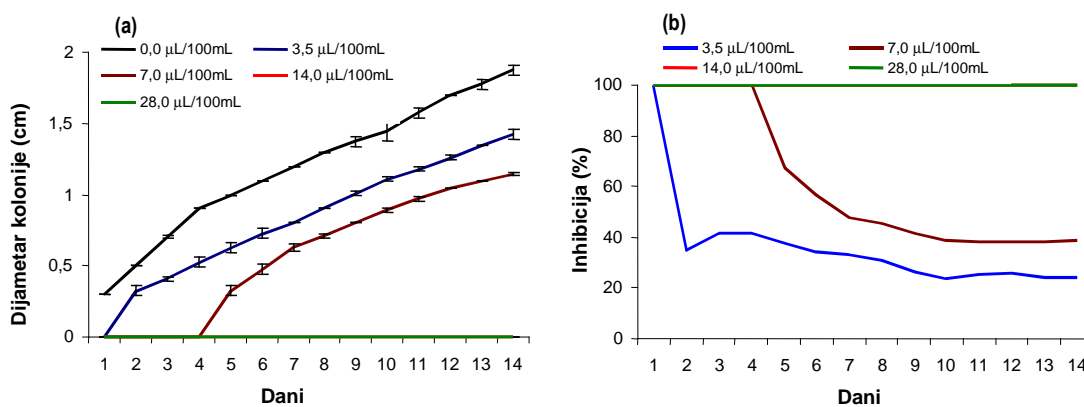 (a)
0,0 µL/100mL
3,5 µL/100mL
7,0 µL/100mL
14,0 µL/100mL
28,0 µL/100mL
Dijametar kolonije (cm)
2
1,5
1
0,5
0
1 2 3 4 5 6 7 8 9 10 11 12 13 14
Dani
(b)
3,5 µL/100mL
7,0 µL/100mL
14,0 µL/100mL
28,0 µL/100mL
Inhibicija (%)
100
80
60
40
20
0
1 2 3 4 5 6 7 8 9 10 11 12 13 14
Dani